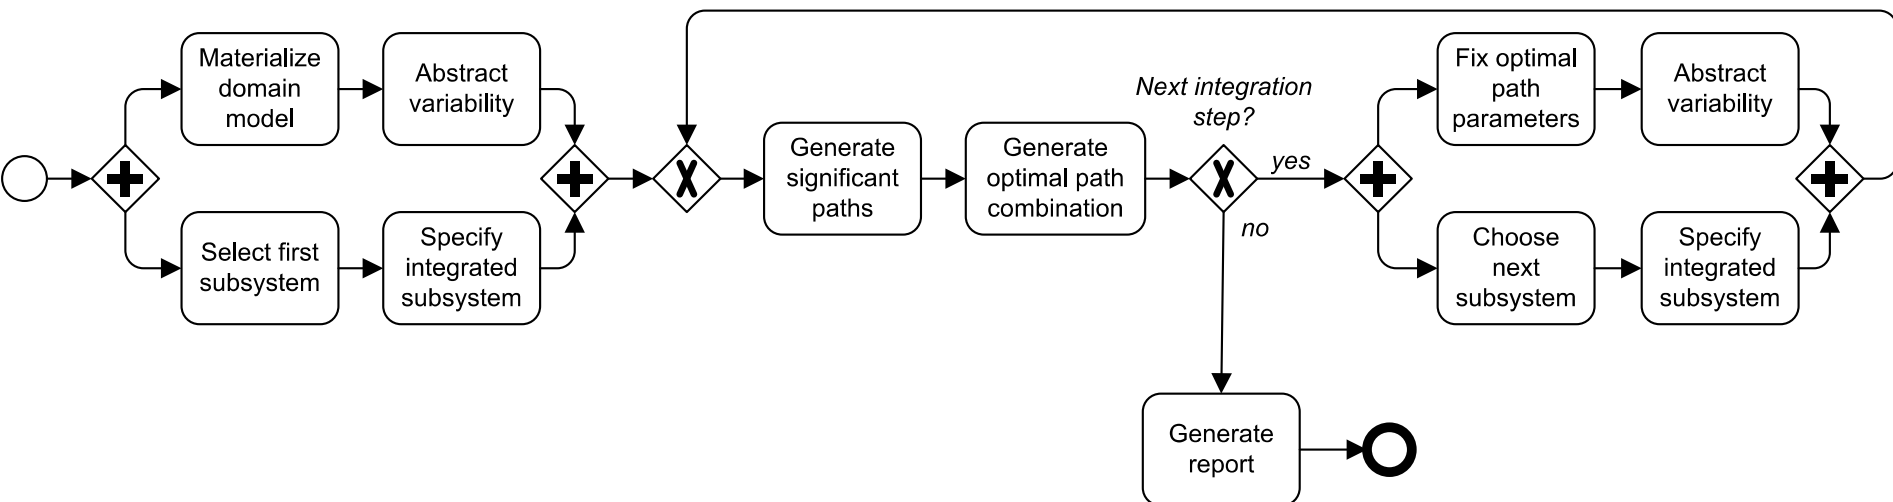 Materialize
domain
model
Abstract
variability
Select first
subsystem
Specify
integrated
subsystem
Generate
significant
paths
Generate
optimal path
combination
Next integration
step?
yes
no
Fix optimal
path
parameters
Abstract
variability
Choose
next
subsystem
Specify
integrated
subsystem
Generate
report